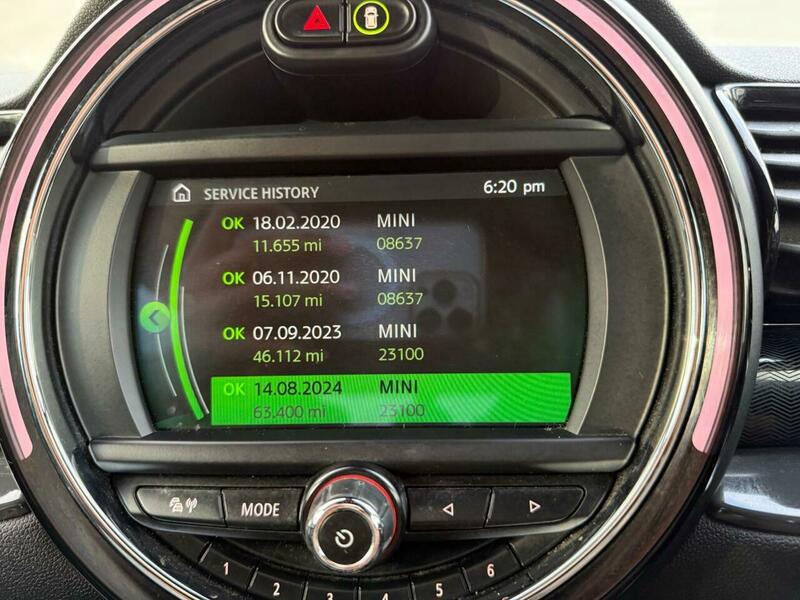 SERVICE HISTORY 6:20 pm
OK 18.02.2020 MINI
11.655 mi 08637
OK 06.11.2020 MINI
15.107 mi 08637
OK 07.09.2023 MINI
46.112 mi 23100
OK 14.08.2024 MINI
63.400 mi 23100
MODE
1 2 3 4 5 6